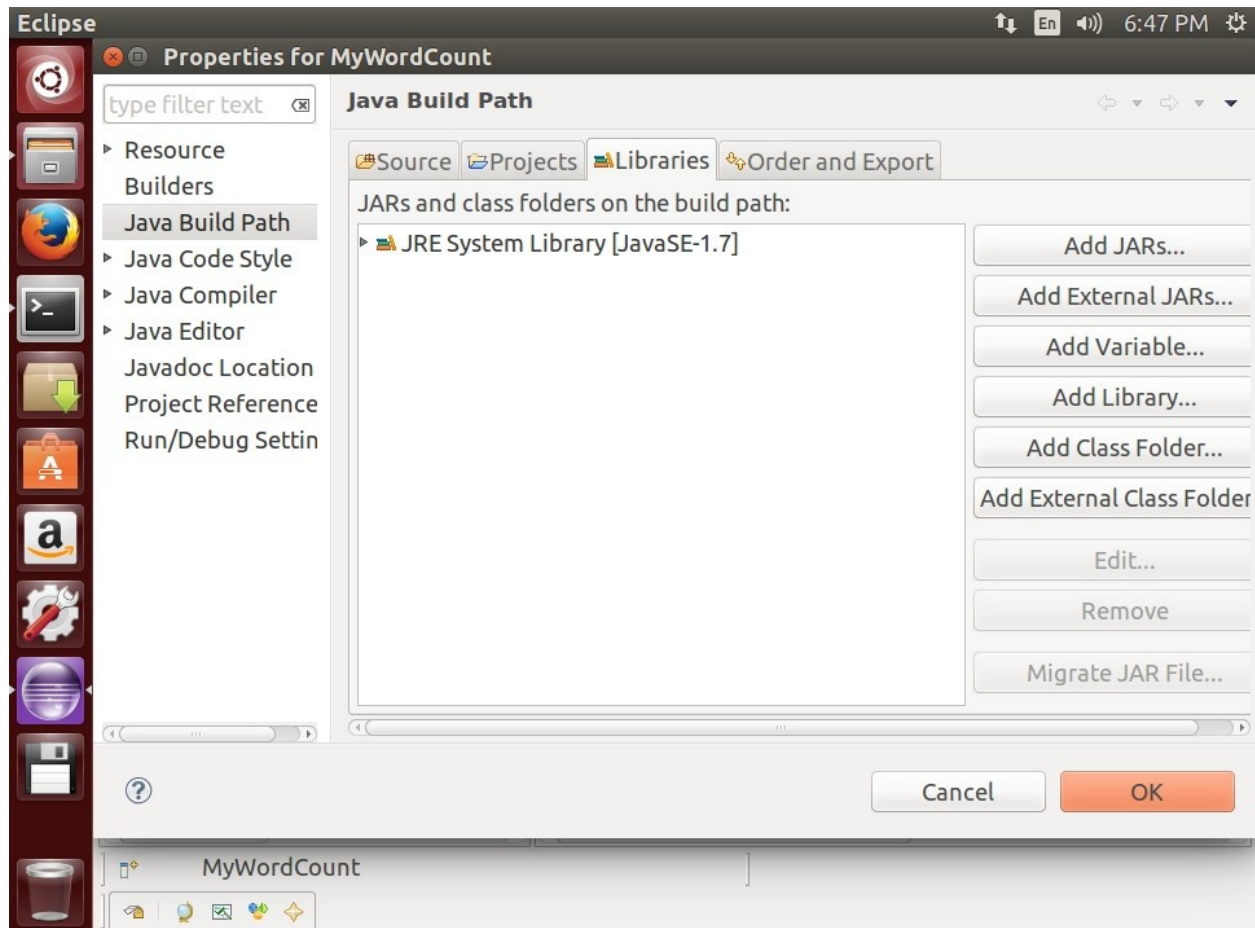 Eclipse
En
6:47 PM
Properties for MyWordCount
type filter text
Java Build Path
Resource
Builders
Java Build Path
Java Code Style
Java Compiler
Java Editor
Javadoc Location
Project Reference
Run/Debug Settin
Source Projects Libraries Order and Export
JARs and class folders on the build path:
JRE System Library [JavaSE-1.7]
Add JARs...
Add External JARs...
Add Variable...
Add Library...
Add Class Folder...
Add External Class Folder
Edit...
Remove
Migrate JAR File...
Cancel
OK
MyWordCount